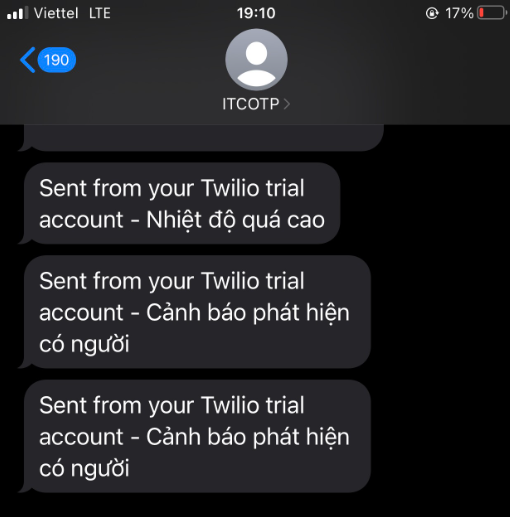 Viettel LTE 19:10 17%
190
ITCOTP
Sent from your Twilio trial
account - Nhiệt độ quá cao
Sent from your Twilio trial
account - Cảnh báo phát hiện
có người
Sent from your Twilio trial
account - Cảnh báo phát hiện
có người